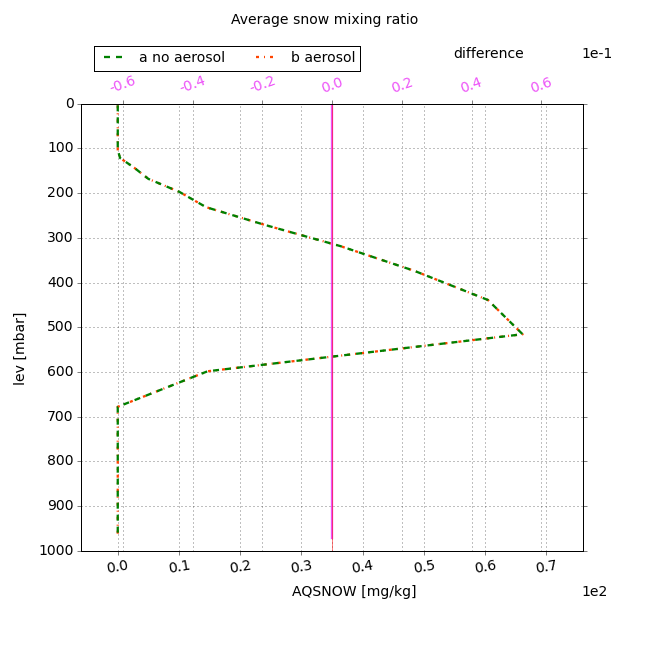 Average snow mixing ratio
a no aerosol b aerosol difference 1e-1
-0.6 -0.4 -0.2 0.0 0.2 0.4 0.6
0
100
200
300
400
500
600
700
800
900
1000
lev [mbar]
0.0 0.1 0.2 0.3 0.4 0.5 0.6 0.7
AQSNOW [mg/kg] 1e2